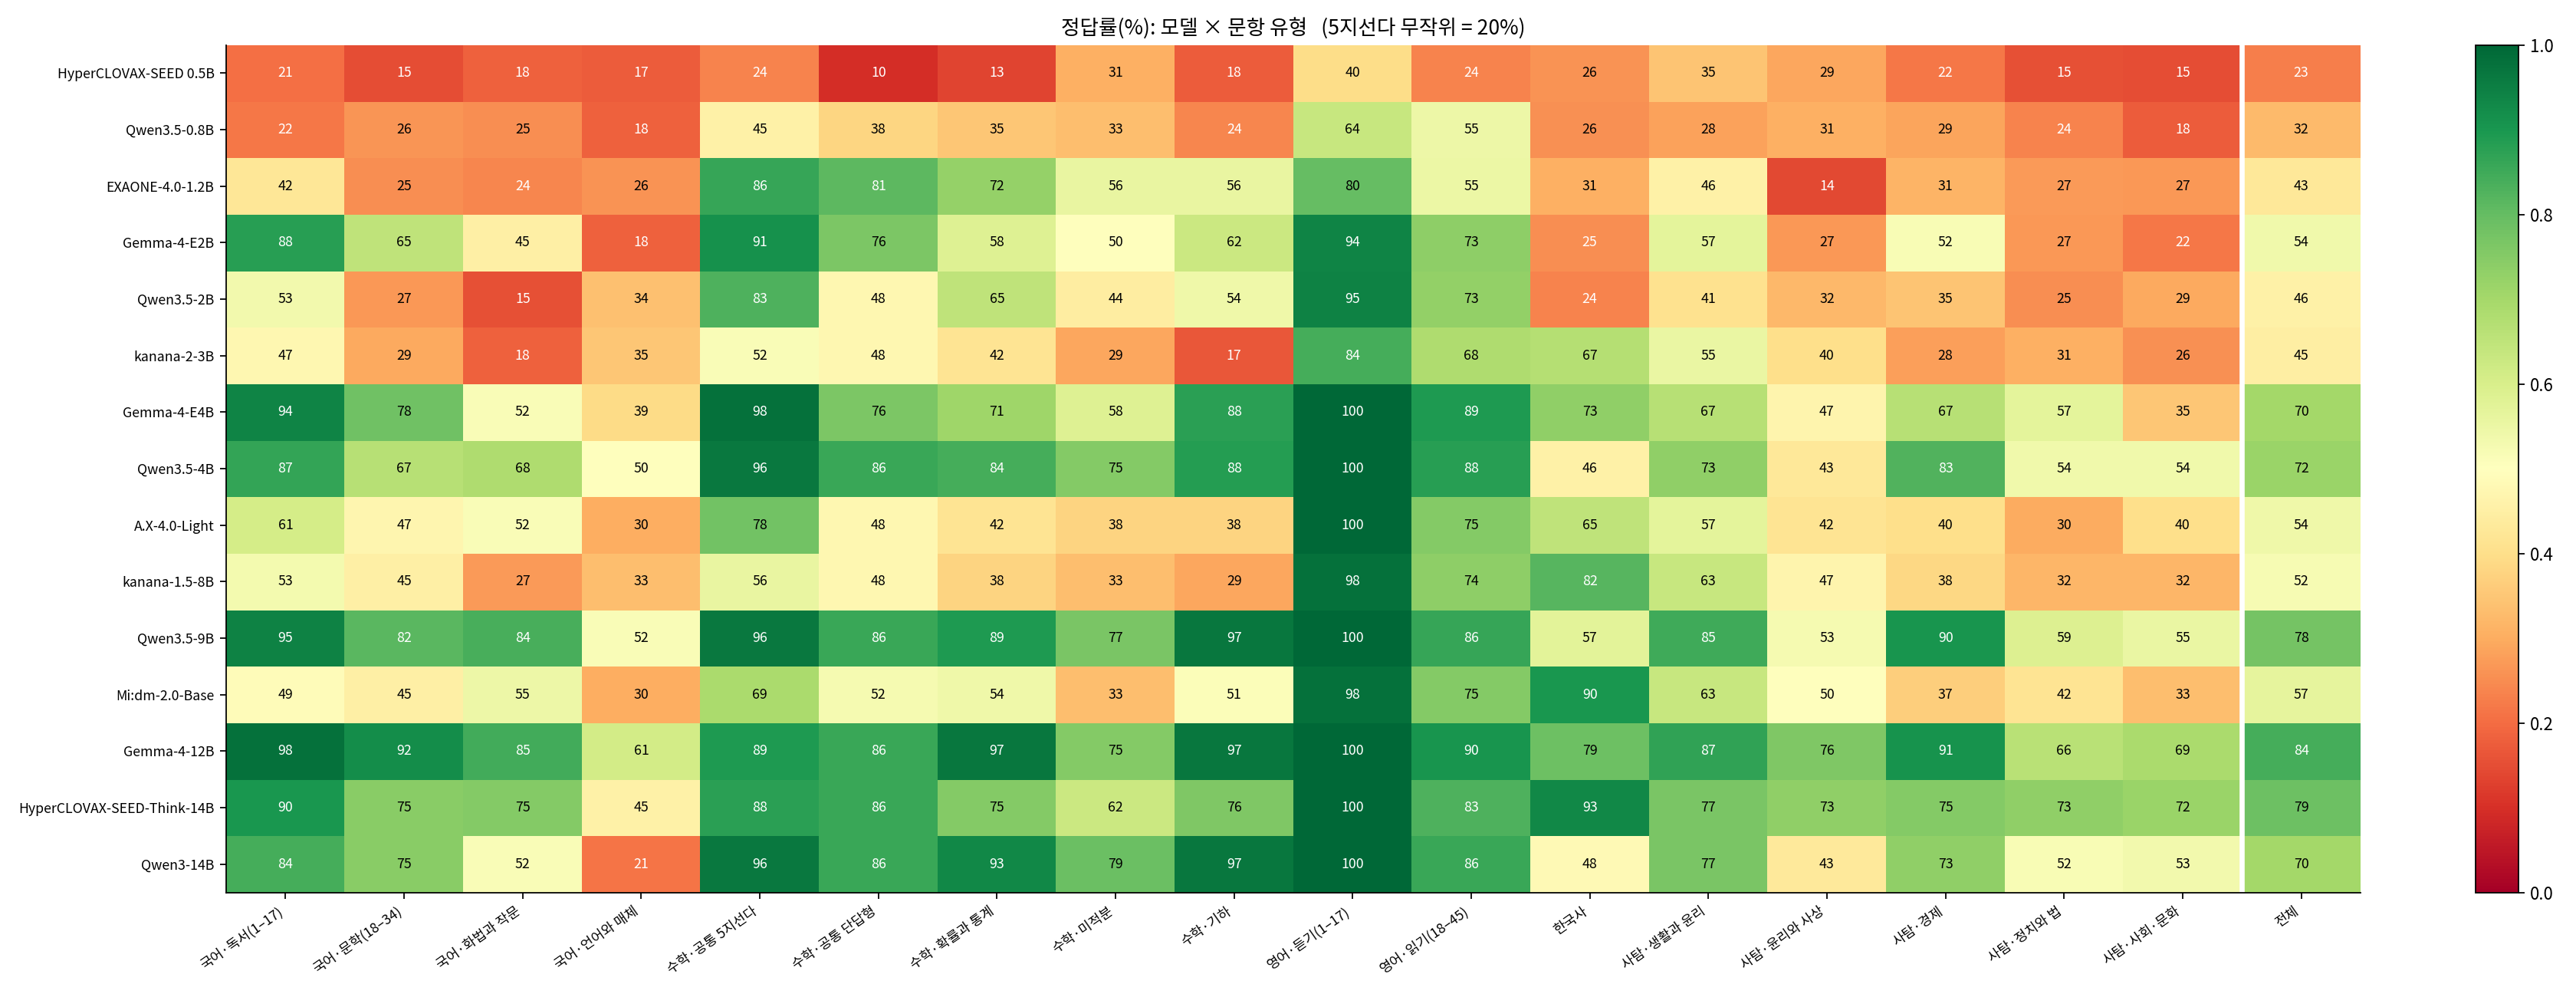 정답률(%): 모델 × 문항 유형 (5지선다 무작위 = 20%)
HyperCLOVAX-SEED 0.5B 21 15 18 17 24 10 13 31 18 40 24 26 35 29 22 15 15 23
Qwen3.5-0.8B 22 26 25 18 45 38 35 33 24 64 55 26 28 31 29 24 18 32
EXAONE-4.0-1.2B 42 25 24 26 86 81 72 56 56 80 55 31 46 14 31 27 27 43
Gemma-4-E2B 88 65 45 18 91 76 58 50 62 94 73 25 57 27 52 27 22 54
Qwen3.5-2B 53 27 15 34 83 48 65 44 54 95 73 24 41 32 35 25 29 46
kanana-2-3B 47 29 18 35 52 48 42 29 17 84 68 67 55 40 28 31 26 45
Gemma-4-E4B 94 78 52 39 98 76 71 58 88 100 89 73 67 47 67 57 35 70
Qwen3.5-4B 87 67 68 50 96 86 84 75 88 100 88 46 73 43 83 54 54 72
A.X-4.0-Light 61 47 52 30 78 48 42 38 38 100 75 65 57 42 40 30 40 54
kanana-1.5-8B 53 45 27 33 56 48 38 33 29 98 74 82 63 47 38 32 32 52
Qwen3.5-9B 95 82 84 52 96 86 89 77 97 100 86 57 85 53 90 59 55 78
Mi:dm-2.0-Base 49 45 55 30 69 52 54 33 51 98 75 90 63 50 37 42 33 57
Gemma-4-12B 98 92 85 61 89 86 97 75 97 100 90 79 87 76 91 66 69 84
HyperCLOVAX-SEED-Think-14B 90 75 75 45 88 86 75 62 76 100 83 93 77 73 75 73 72 79
Qwen3-14B 84 75 52 21 96 86 93 79 97 100 86 48 77 43 73 52 53 70
국어·독서(1–17)
국어·문학(18–34)
국어·화법과 작문
국어·언어와 매체
수학·공통 5지선다
수학·공통 단답형
수학·확률과 통계
수학·미적분
수학·기하
영어·듣기(1–17)
영어·읽기(18–45)
한국사
사탐·생활과 윤리
사탐·윤리와 사상
사탐·경제
사탐·정치와 법
사탐·사회·문화
전체
1.0
0.8
0.6
0.4
0.2
0.0